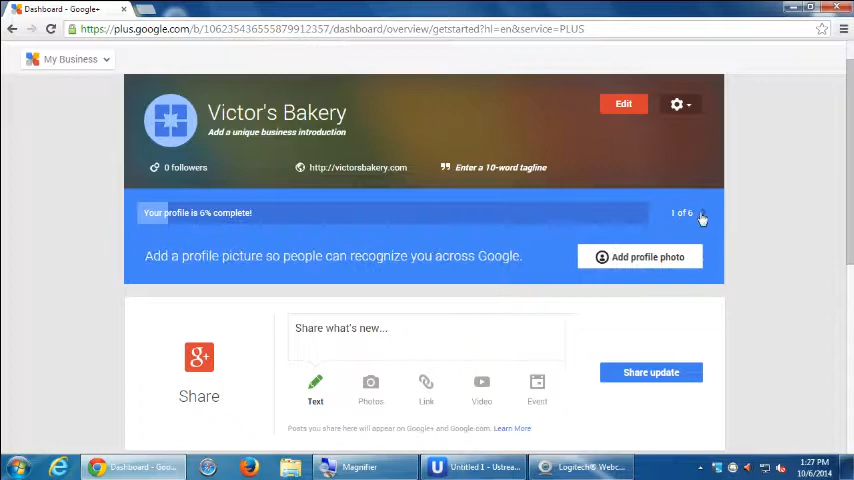 Dashboard - Google+
https://plus.google.com/b/106235436555879912357/dashboard/overview/getstarted?hl=en&service=PLUS
My Business
Victor's Bakery
Edit
Add a unique business introduction
0 followers
http://victorsbakery.com
Enter a 10-word tagline
Your profile is 6% complete!
1 of 6
Add a profile picture so people can recognize you across Google.
Add profile photo
Share what's new...
g+
Share update
Share
Text
Photos
Link
Video
Event
Posts you share here will appear on Google+ and Google.com. Learn More
Dashboard - Goo...
Magnifier
Untitled I - Ustrea...
Logitech® Webc...
1:27 PM
10/6/2014